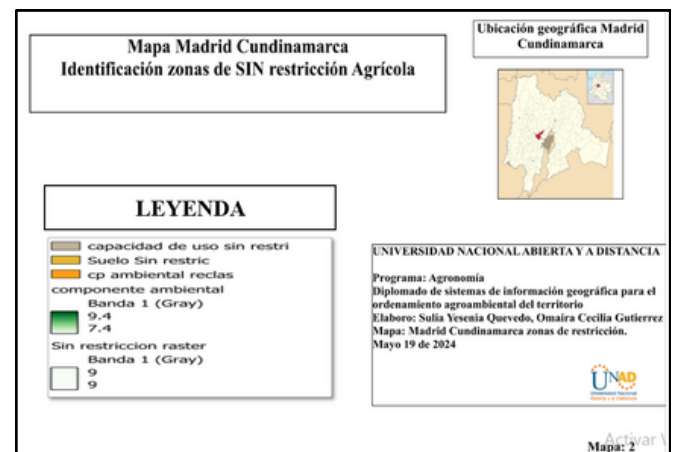 Mapa Madrid Cundinamarca
Identificación zonas de SIN restricción Agrícola
Ubicación geográfica Madrid
Cundinamarca
LEYENDA
capacidad de uso sin restri
Suelo Sin restric
cp ambiental reclas
componente ambiental
Banda 1 (Gray)
9.4
7.4
Sin restriccion raster
Banda 1 (Gray)
9
9
UNIVERSIDAD NACIONAL ABIERTA Y A DISTANCIA
Programa: Agronomía
Diplomado de sistemas de información geográfica para el
ordenamiento agroambiental del territorio
Elaboro: Sulia Yesenia Quevedo, Omaira Cecilia Gutierrez
Mapa: Madrid Cundinamarca zonas de restricción.
Mayo 19 de 2024
UNAD
Universidad Nacional
Abierta y a Distancia
Activar
Mapa: 2